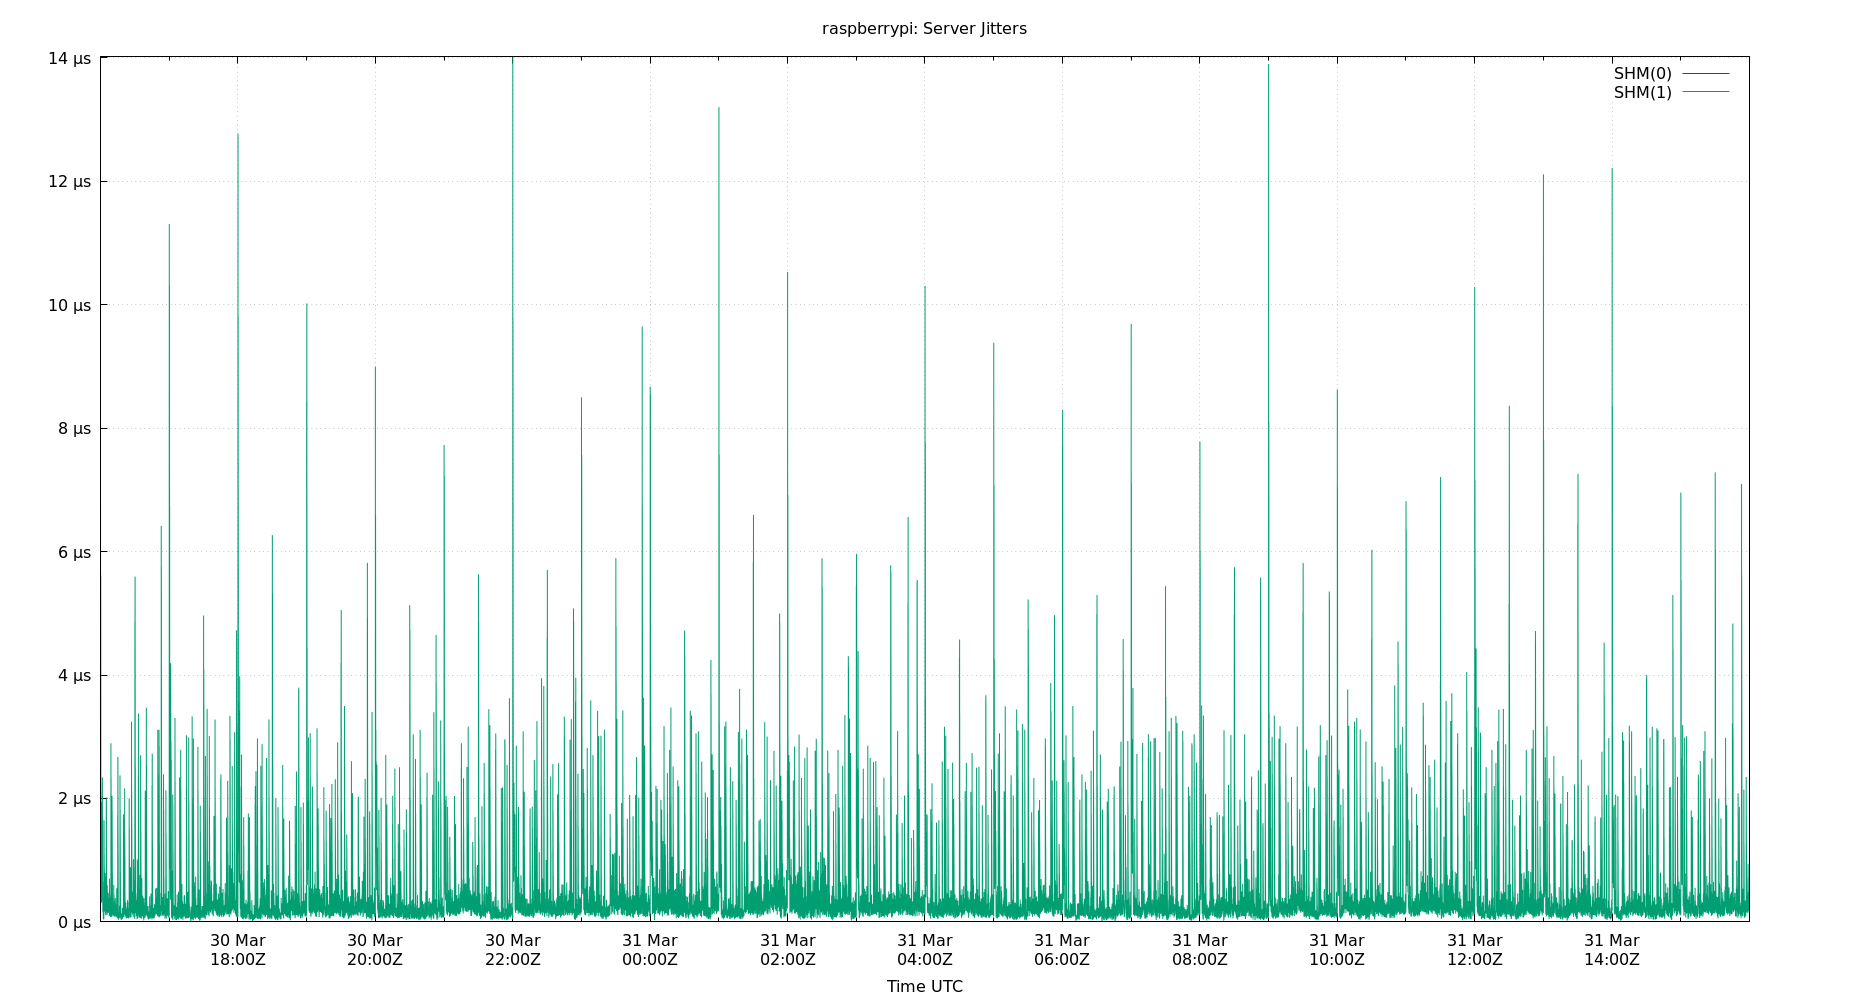 raspberrypi: Server Jitters
SHM(0)
SHM(1)
14 µs
12 µs
10 µs
8 µs
6 µs
4 µs
2 µs
0 µs
30 Mar 30 Mar 30 Mar 31 Mar 31 Mar 31 Mar 31 Mar 31 Mar 31 Mar 31 Mar 31 Mar
18:00Z 20:00Z 22:00Z 00:00Z 02:00Z 04:00Z 06:00Z 08:00Z 10:00Z 12:00Z 14:00Z
Time UTC